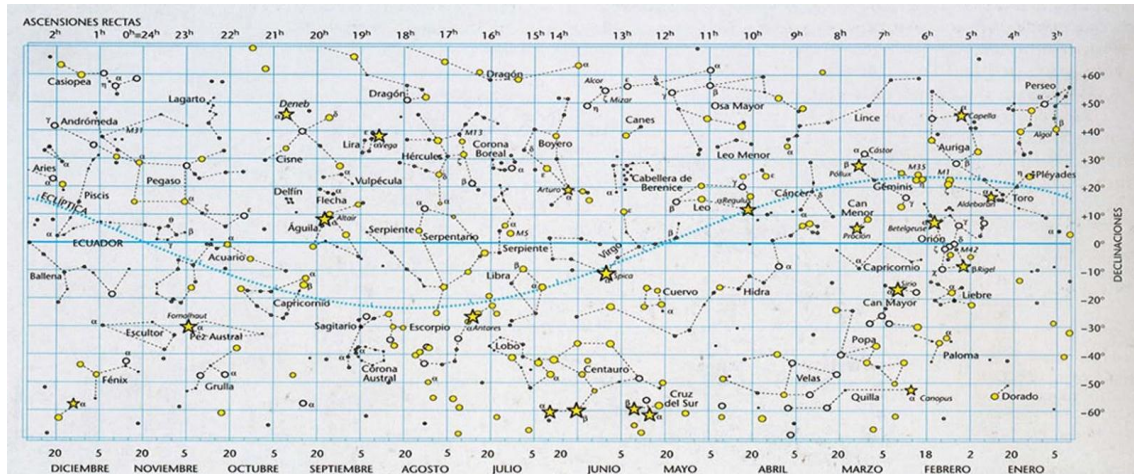 ASCENSIONES RECTAS
2ʰ 1ʰ 0ʰ=24ʰ 23ʰ 22ʰ 21ʰ 20ʰ 19ʰ 18ʰ 17ʰ 16ʰ 15ʰ 14ʰ 13ʰ 12ʰ 11ʰ 10ʰ 9ʰ 8ʰ 7ʰ 6ʰ 5ʰ 4ʰ 3ʰ
Casiopea
Dragón
Dragón
Alcor
Mizar
Osa Mayor
Perseo
+60°
Lagarto
Deneb
Lince
Capella
+50°
Andrómeda
M31
Lira
Vega
M13
Hércules
Corona
Boreal
Boyero
Canes
Algol
+40°
Aries
Cisne
Leo Menor
Cástor
M35
Auriga
M1
+30°
Piscis
Pegaso
Vulpécula
Delfín
Flecha
Arturo
Cabellera de
Berenice
Leo
Regulus
Cáncer
Pólux
Géminis
Pléyades
Aldebarán
Toro
+20°
ECLÍPTICA
Altair
Águila
Serpiente
Serpentario
M5
Can
Menor
Betelgeuse
Orión
+10°
ECUADOR
Acuario
Serpiente
Virgo
Proción
M42
0°
Ballena
Libra
Spica
Capricornio
Rigel
-10°
Capricornio
Cuervo
Hidra
Sirio
Can Mayor
Liebre
-20°
Fomalhaut
Escultor
Pez Austral
Sagitario
Escorpio
Antares
Popa
-30°
Corona
Austral
Lobo
Centauro
Paloma
-40°
Fénix
Grulla
Cruz
del Sur
Velas
Quilla
Canopus
Dorado
-50°
-60°
DECLINACIONES
20 5 20 5 20 5 20 5 20 5 20 5 20 5 20 5 20 5 20 5 18 2 20 5
DICIEMBRE NOVIEMBRE OCTUBRE SEPTIEMBRE AGOSTO JULIO JUNIO MAYO ABRIL MARZO FEBRERO ENERO